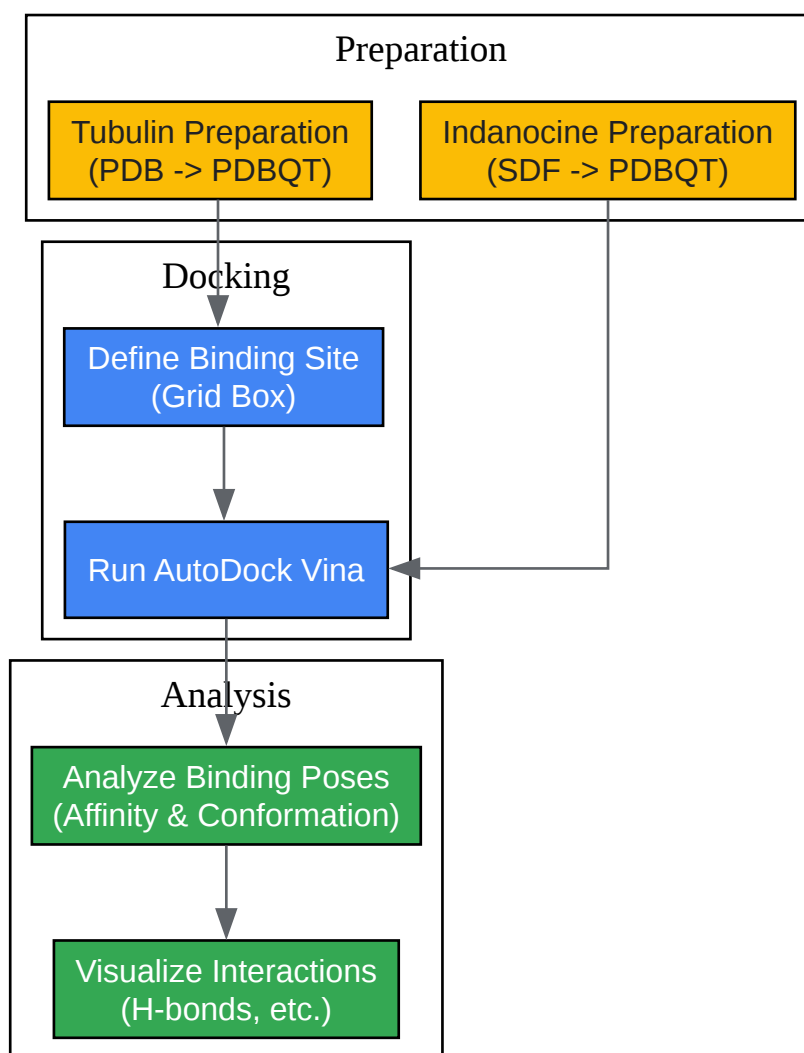 Preparation
Tubulin Preparation
(PDB -> PDBQT)
Indanocine Preparation
(SDF -> PDBQT)
Docking
Define Binding Site
(Grid Box)
Run AutoDock Vina
Analysis
Analyze Binding Poses
(Affinity & Conformation)
Visualize Interactions
(H-bonds, etc.)